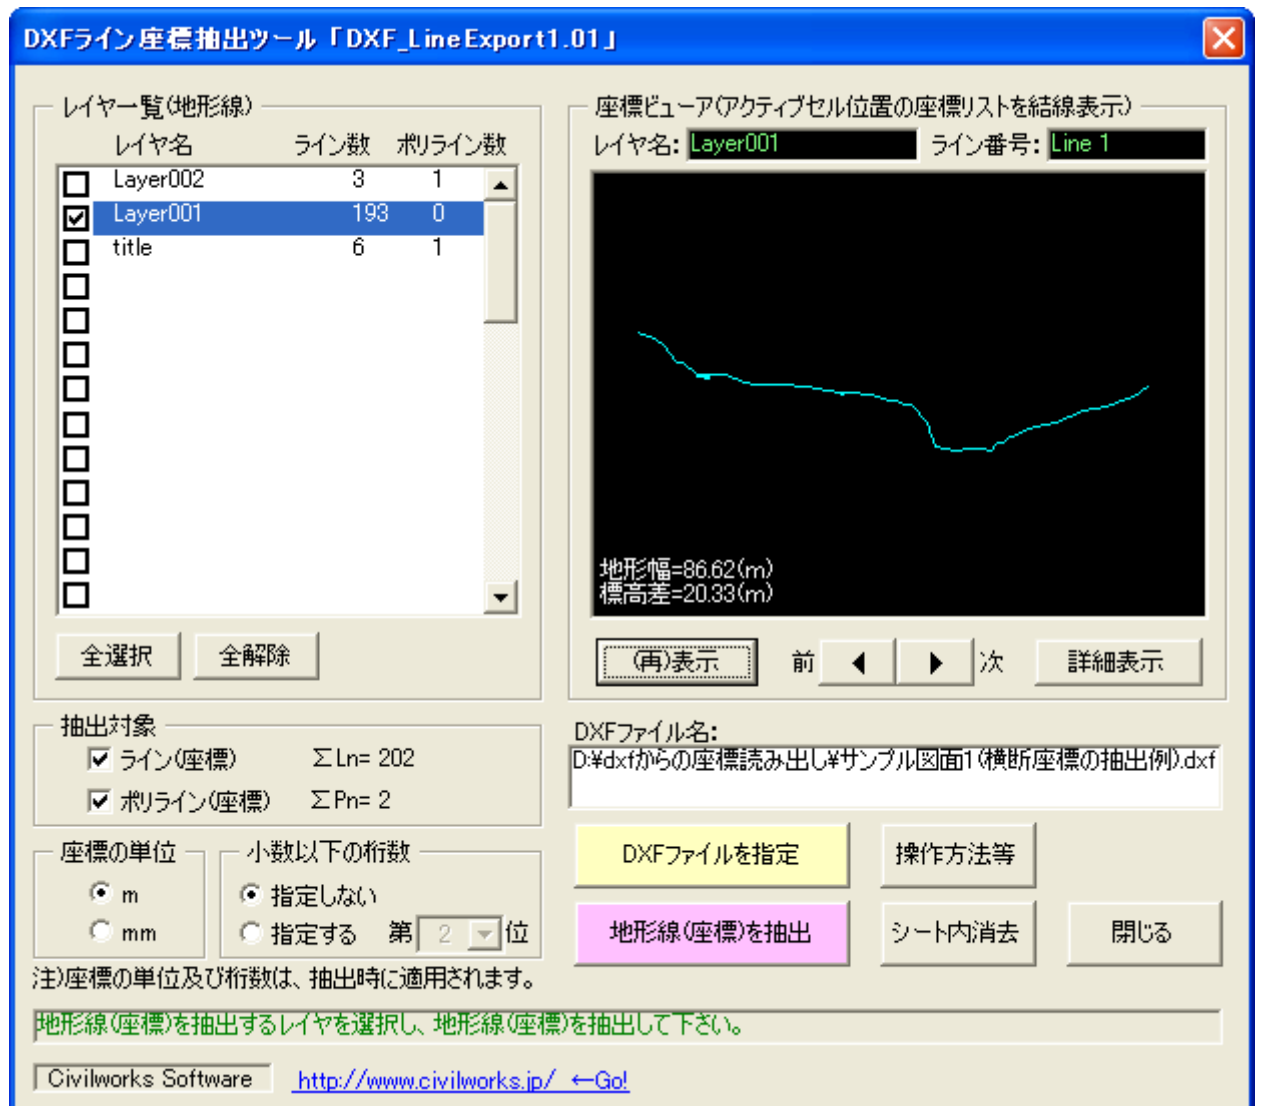 DXFライン座標抽出ツール「DXF_LineExport1.01」
レイヤ一覧(地形線)
レイヤ名 ライン数 ポリライン数
Layer002 3 1
Layer001 193 0
title 6 1
全選択 全解除
座標ビューア(アクティブセル位置の座標リストを結線表示)
レイヤ名: Layer001 ライン番号: Line 1
地形幅=86.62(m)
標高差=20.33(m)
(再)表示 前 次 詳細表示
抽出対象
ライン(座標) ΣLn= 202
ポリライン(座標) ΣPn= 2
DXFファイル名:
D:¥dxfからの座標読み出し¥サンプル図面1(横断座標の抽出例).dxf
座標の単位
m
mm
小数以下の桁数
指定しない
指定する 第 2 位
DXFファイルを指定 操作方法等
地形線(座標)を抽出 シート内消去 閉じる
注)座標の単位及び桁数は、抽出時に適用されます。
地形線(座標)を抽出するレイヤを選択し、地形線(座標)を抽出して下さい。
Civilworks Software http://www.civilworks.jp/ ←Go!